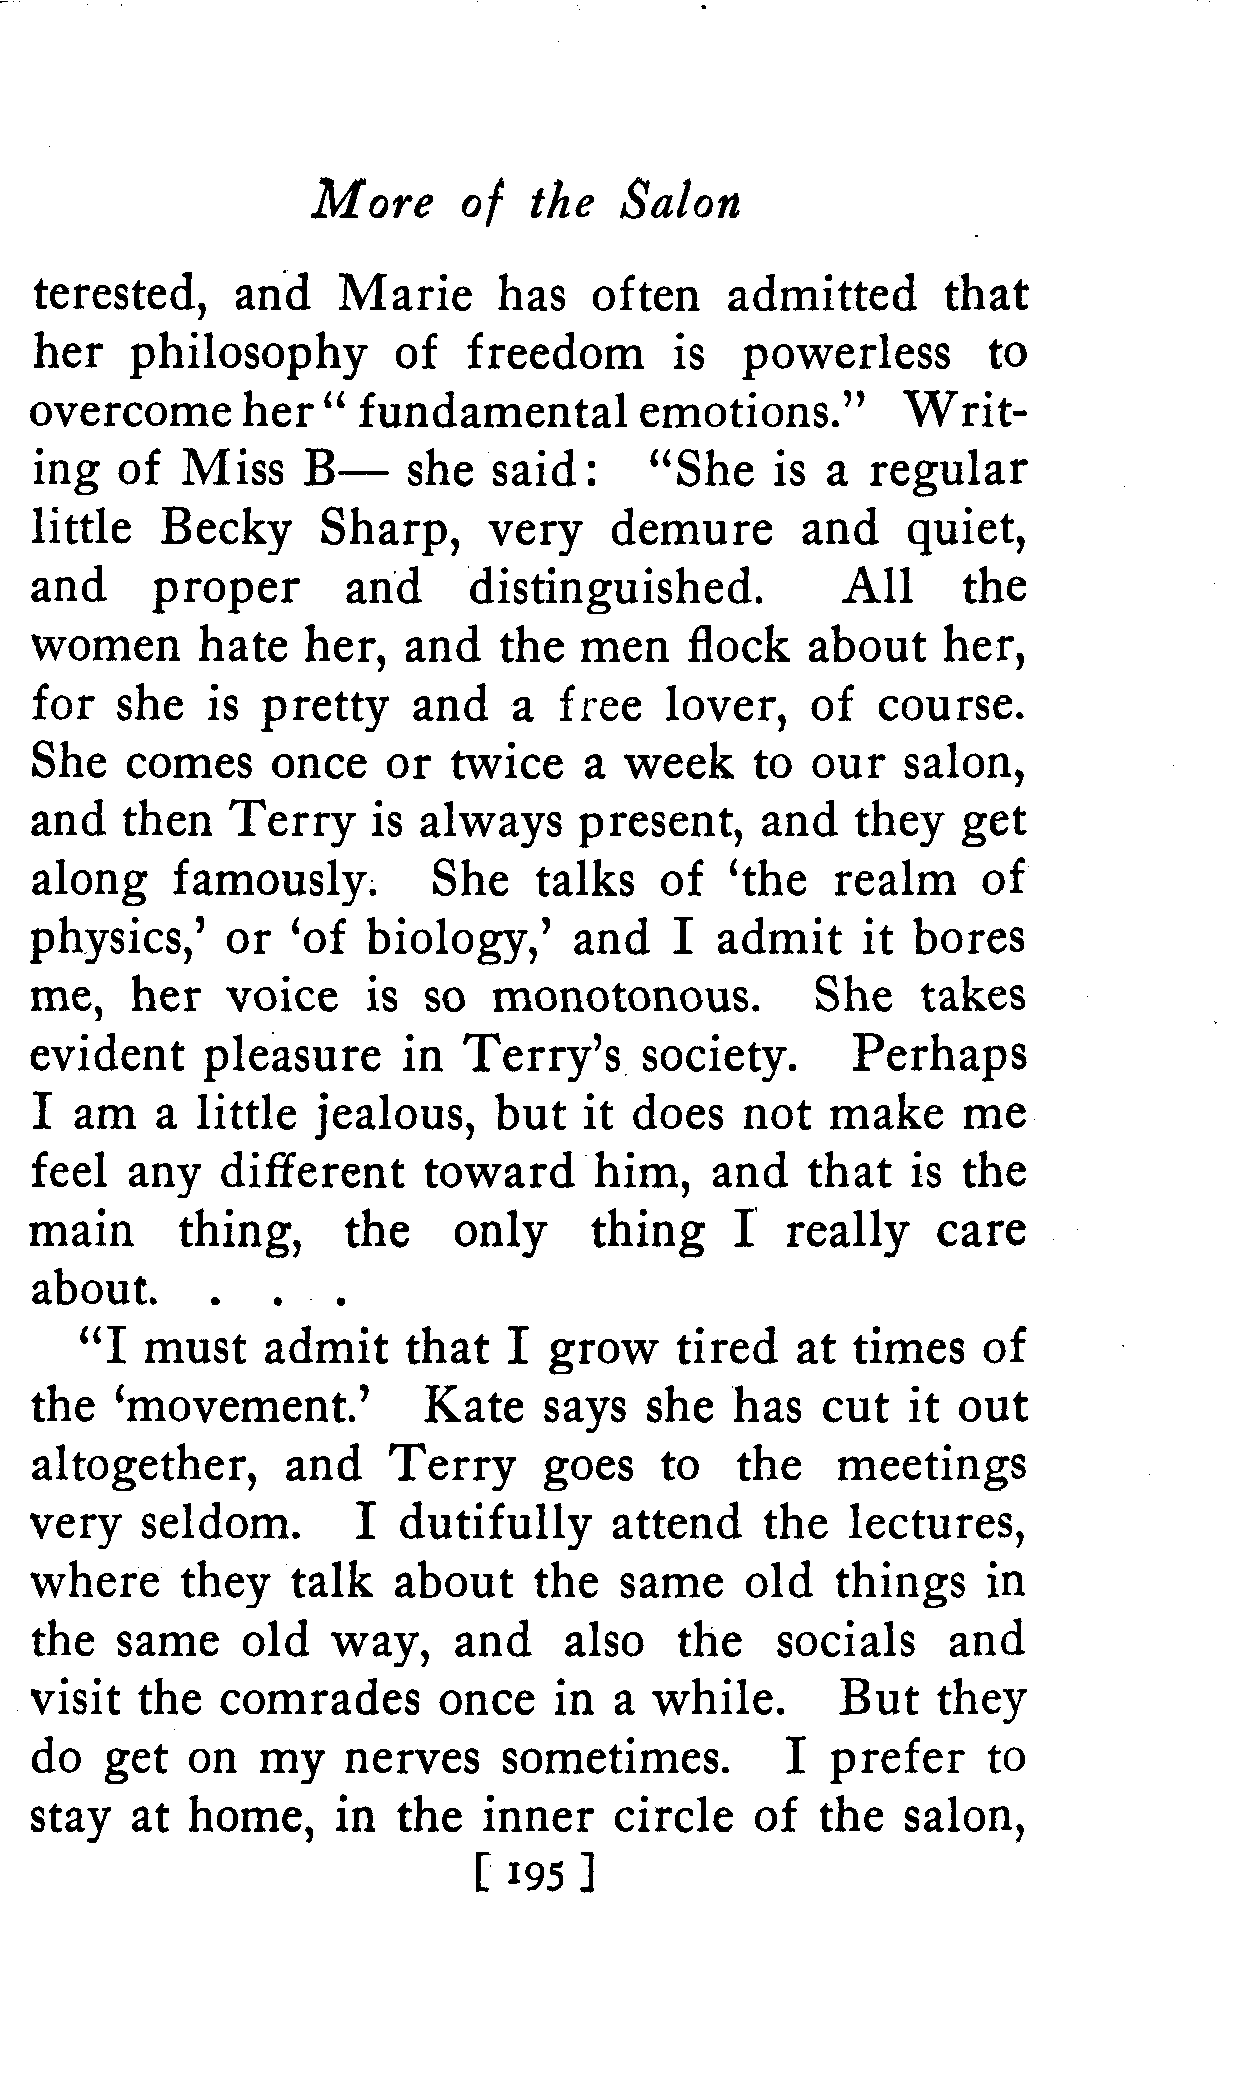 More of the Salon
terested, and Marie has often admitted that
her philosophy of freedom is powerless to
overcome her “ fundamental emotions.” Writ-
ing of Miss B— she said: “She is a regular
little Becky Sharp, very demure and quiet,
and proper and distinguished. All the
women hate her, and the men flock about her,
for she is pretty and a free lover, of course.
She comes once or twice a week to our salon,
and then Terry is always present, and they get
along famously. She talks of ‘the realm of
physics,’ or ‘of biology,’ and I admit it bores
me, her voice is so monotonous. She takes
evident pleasure in Terry’s society. Perhaps
I am a little jealous, but it does not make me
feel any different toward him, and that is the
main thing, the only thing I really care
about. . . .
“I must admit that I grow tired at times of
the ‘movement.’ Kate says she has cut it out
altogether, and Terry goes to the meetings
very seldom. I dutifully attend the lectures,
where they talk about the same old things in
the same old way, and also the socials and
visit the comrades once in a while. But they
do get on my nerves sometimes. I prefer to
stay at home, in the inner circle of the salon,
[ 195 ]